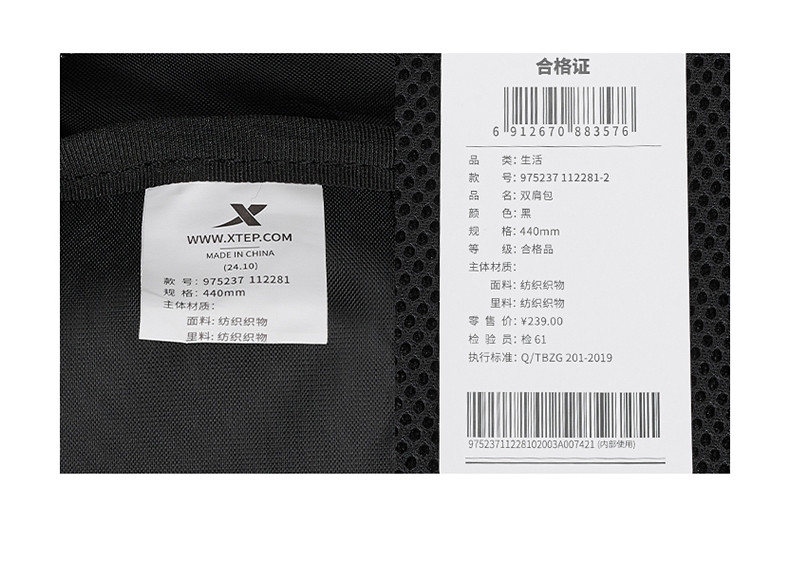 WWW.XTEP.COM
MADE IN CHINA
(24.10)
款 号: 975237 112281
规 格: 440mm
主体材质:
面料: 纺织织物
里料: 纺织织物
合格证
6 912670 883576
品 类: 生活
款 号: 975237 112281-2
品 名: 双肩包
颜 色: 黑
规 格: 440mm
等 级: 合格品
主体材质:
面料: 纺织织物
里料: 纺织织物
零 售 价: ¥239.00
检 验 员: 检 61
执行标准: Q/TBZG 201-2019
97523711228102003A007421 (内部使用)